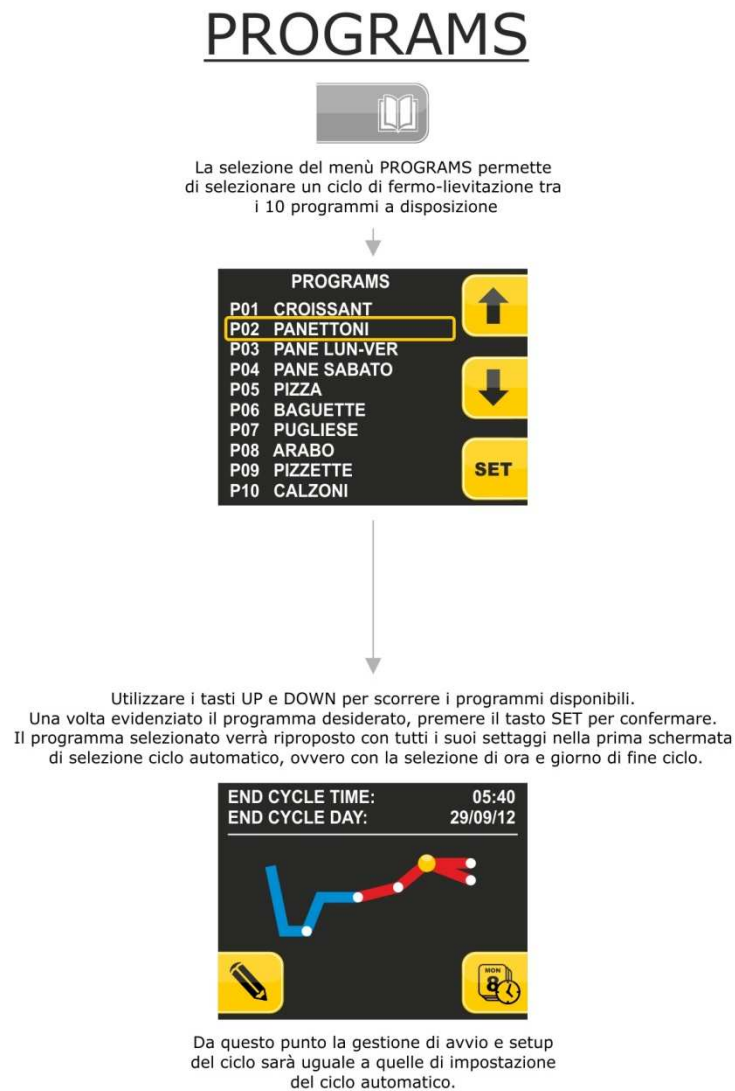 PROGRAMS
La selezione del menù PROGRAMS permette
di selezionare un ciclo di fermo-lievitazione tra
i 10 programmi a disposizione
PROGRAMS
P01 CROISSANT
P02 PANETTONI
P03 PANE LUN-VER
P04 PANE SABATO
P05 PIZZA
P06 BAGUETTE
P07 PUGLIESE
P08 ARABO
P09 PIZZETTE
P10 CALZONI
SET
Utilizzare i tasti UP e DOWN per scorrere i programmi disponibili.
Una volta evidenziato il programma desiderato, premere il tasto SET per confermare.
Il programma selezionato verrà riproposto con tutti i suoi settaggi nella prima schermata
di selezione ciclo automatico, ovvero con la selezione di ora e giorno di fine ciclo.
END CYCLE TIME: 05:40
END CYCLE DAY: 29/09/12
MON
8
Da questo punto la gestione di avvio e setup
del ciclo sarà uguale a quelle di impostazione
del ciclo automatico.